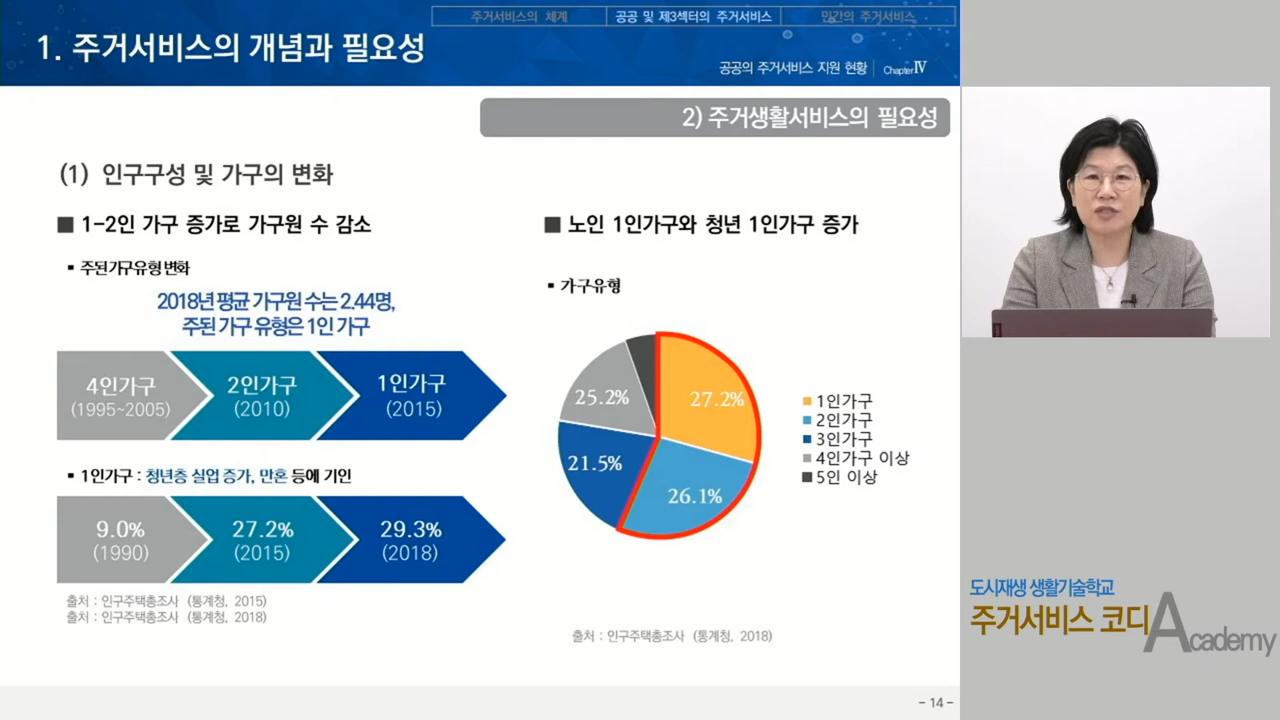 주거서비스의 체계
공공 및 제3섹터의 주거서비스
민간의 주거서비스
1. 주거서비스의 개념과 필요성
공공의 주거서비스 지원 현황
Chapter Ⅳ
2) 주거생활서비스의 필요성
(1) 인구구성 및 가구의 변화
■ 1-2인 가구 증가로 가구원 수 감소
▪ 주된가구유형변화
2018년 평균 가구원 수는 2.44명,
주된 가구 유형은 1인 가구
4인가구
(1995~2005)
2인가구
(2010)
1인가구
(2015)
▪ 1인가구 : 청년층 실업 증가, 만혼 등에 기인
9.0%
(1990)
27.2%
(2015)
29.3%
(2018)
출처 : 인구주택총조사 (통계청, 2015)
출처 : 인구주택총조사 (통계청, 2018)
■ 노인 1인가구와 청년 1인가구 증가
▪ 가구유형
25.2%
27.2%
21.5%
26.1%
1인가구
2인가구
3인가구
4인가구 이상
5인 이상
출처 : 인구주택총조사 (통계청, 2018)
- 14 -
도시재생 생활기술학교
주거서비스 코디
Academy